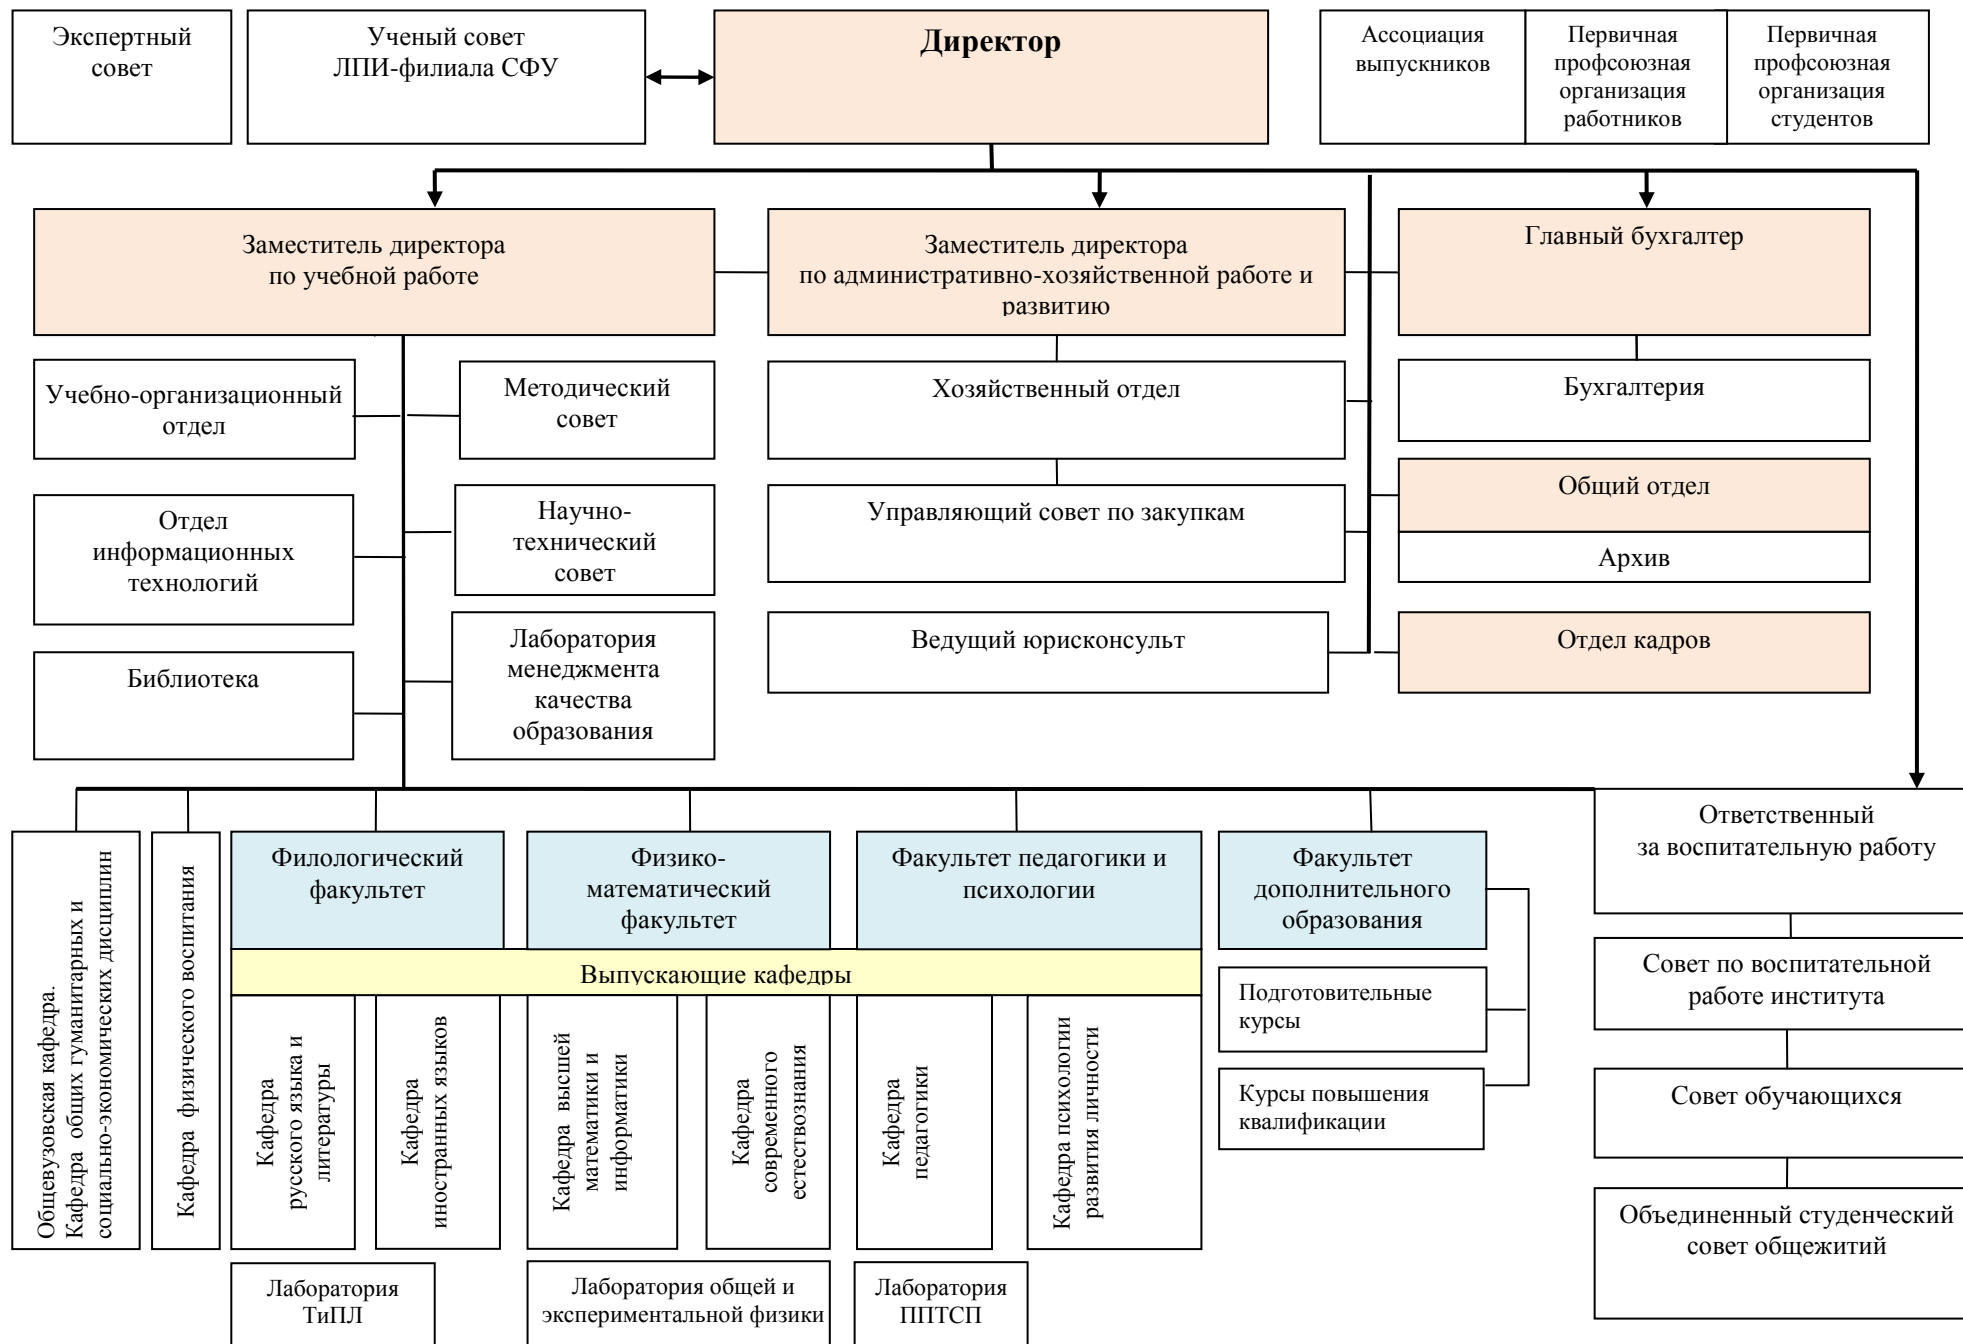 Экспертный
совет
Ученый совет
ЛПИ-филиала СФУ
Директор
Ассоциация
выпускников
Первичная
профсоюзная
организация
работников
Первичная
профсоюзная
организация
студентов
Заместитель директора
по учебной работе
Заместитель директора
по административно-хозяйственной работе и
развитию
Главный бухгалтер
Учебно-организационный
отдел
Методический
совет
Хозяйственный отдел
Бухгалтерия
Отдел
информационных
технологий
Научно-
технический
совет
Управляющий совет по закупкам
Общий отдел
Архив
Библиотека
Лаборатория
менеджмента
качества
образования
Ведущий юрисконсульт
Отдел кадров
Общевузовская кафедра.
Кафедра общих гуманитарных и
социально-экономических дисциплин
Кафедра физического воспитания
Филологический
факультет
Физико-
математический
факультет
Факультет педагогики и
психологии
Факультет
дополнительного
образования
Ответственный
за воспитательную работу
Выпускающие кафедры
Кафедра
русского языка и
литературы
Кафедра
иностранных языков
Кафедра высшей
математики и
информатики
Кафедра
современного
естествознания
Кафедра
педагогики
Кафедра психологии
развития личности
Подготовительные
курсы
Курсы повышения
квалификации
Совет по воспитательной
работе института
Совет обучающихся
Объединенный студенческий
совет общежитий
Лаборатория
ТиПЛ
Лаборатория общей и
экспериментальной физики
Лаборатория
ППТСП